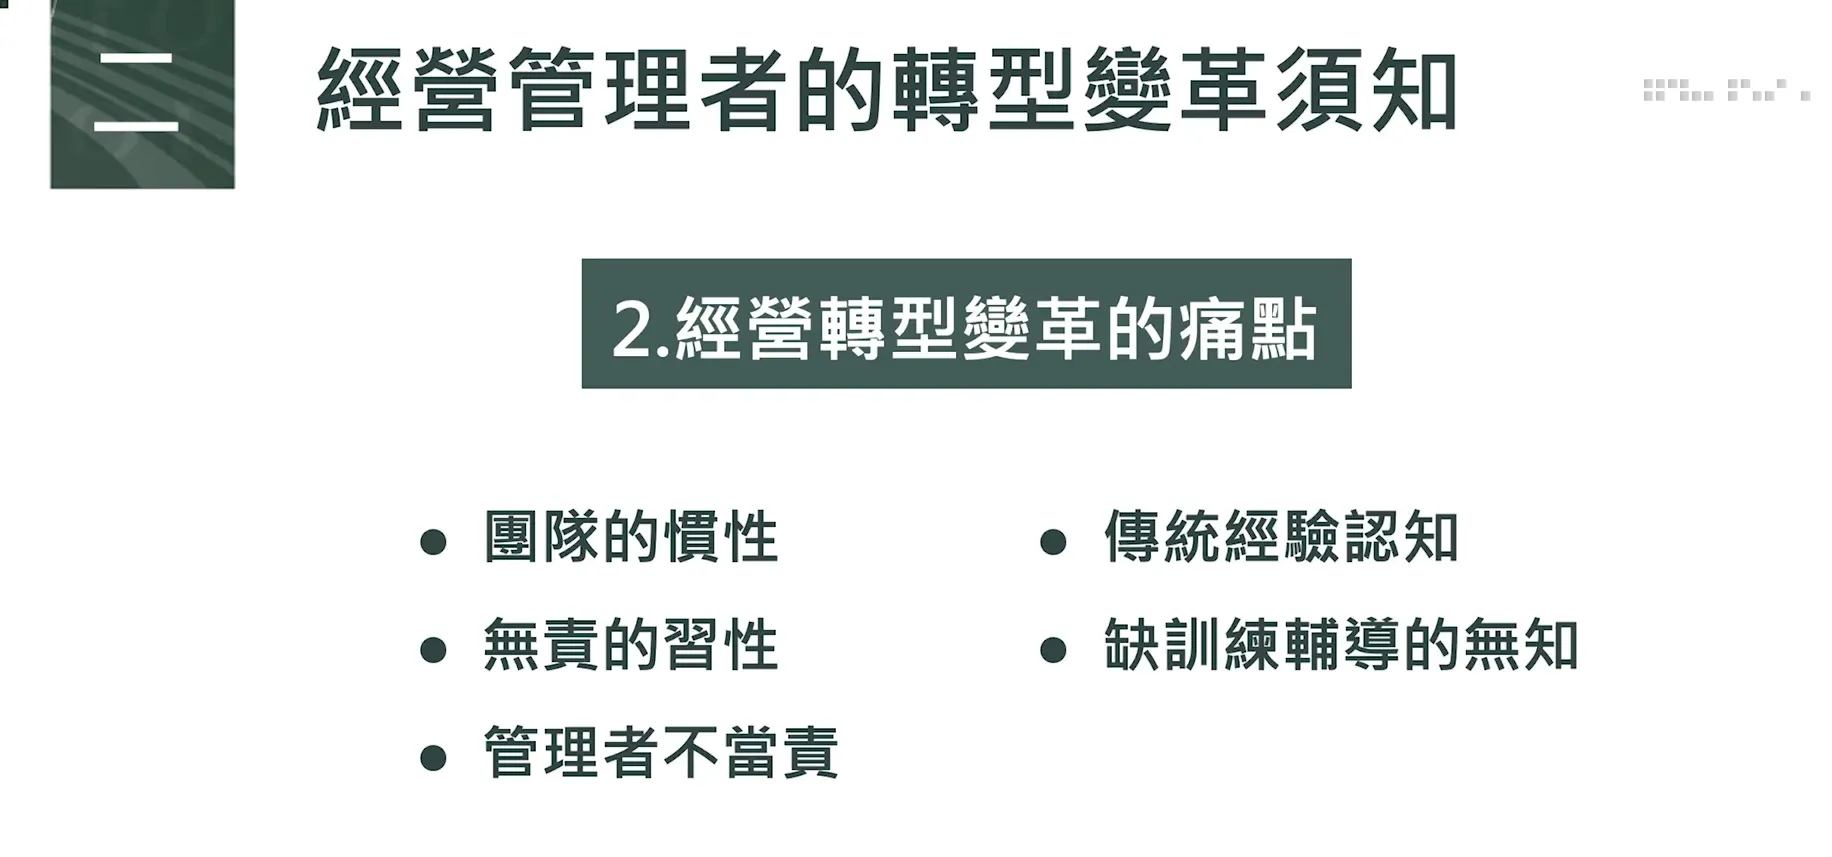 二
經營管理者的轉型變革須知
2.經營轉型變革的痛點
團隊的慣性
無責的習性
管理者不當責
傳統經驗認知
缺訓練輔導的無知